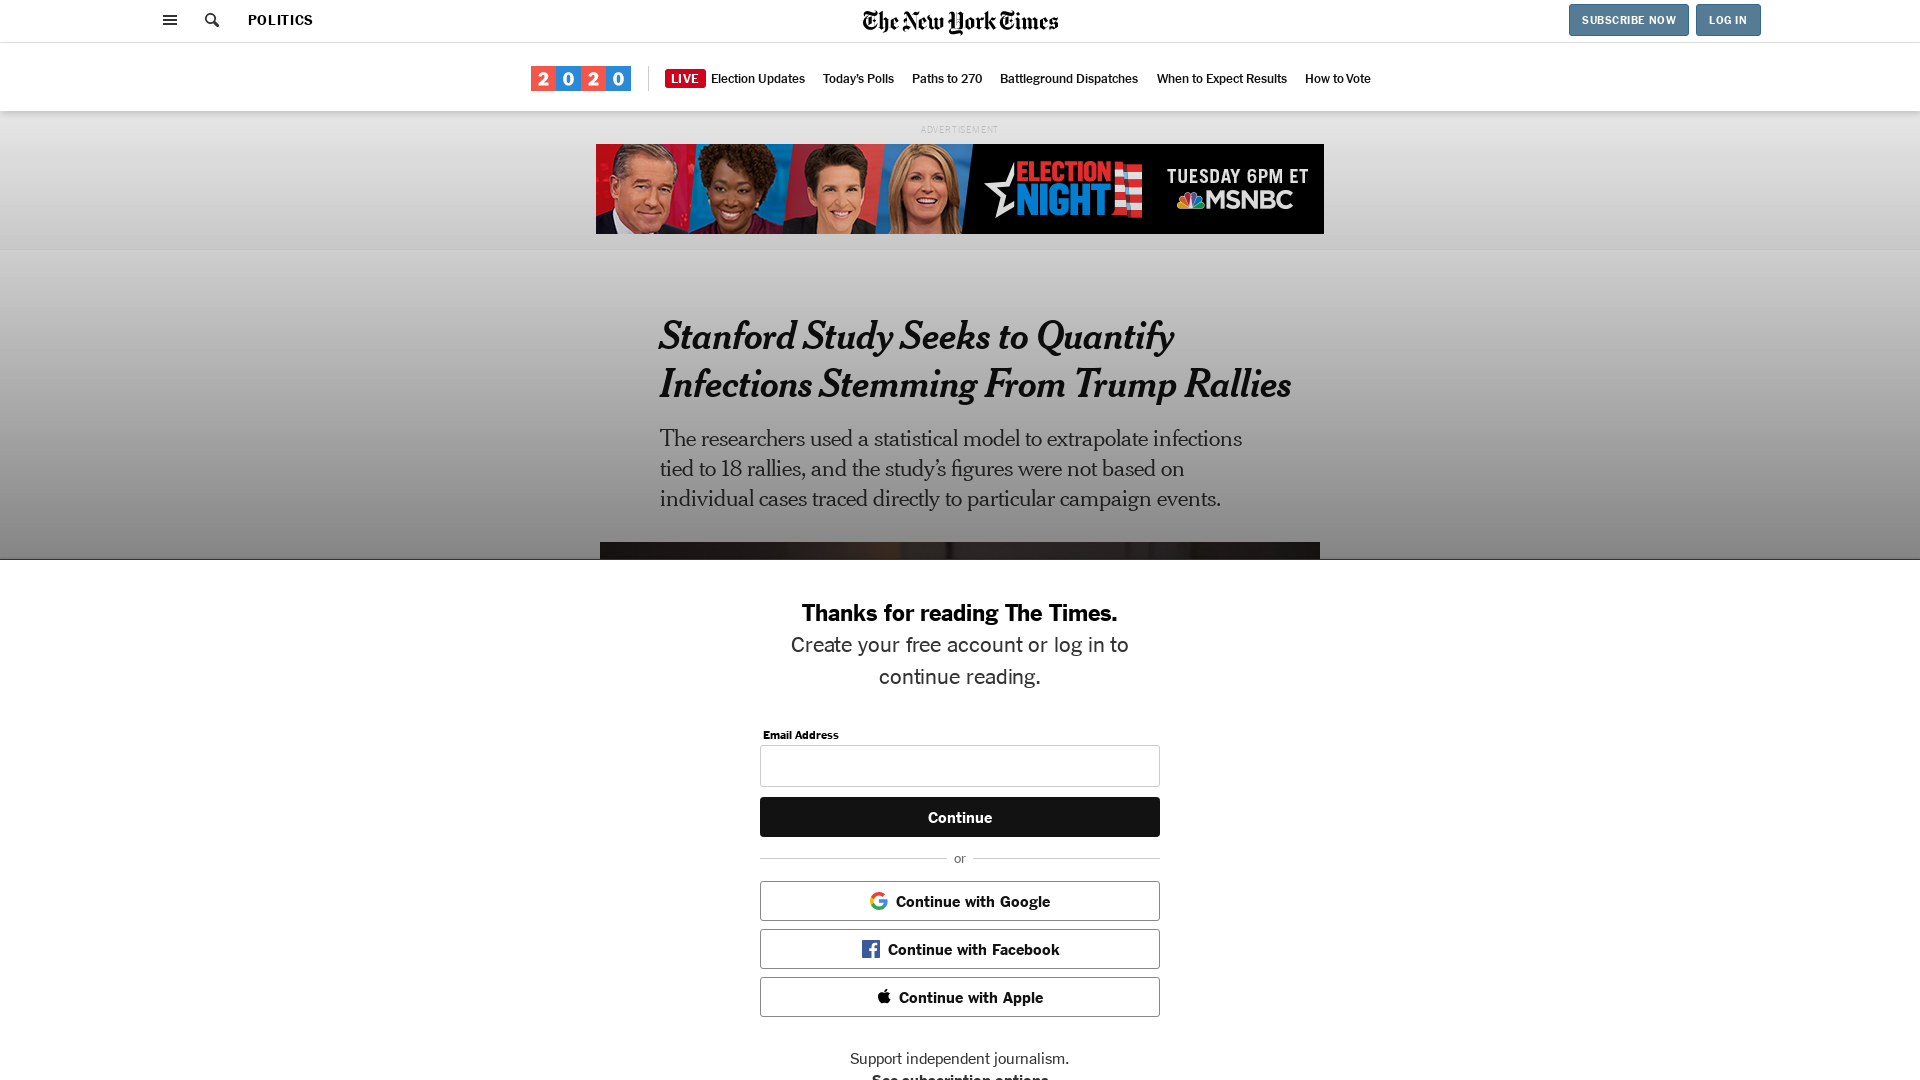 POLITICS
The New York Times
SUBSCRIBE NOW
LOG IN
2020
LIVE Election Updates Today’s Polls Paths to 270 Battleground Dispatches When to Expect Results How to Vote
ADVERTISEMENT
ELECTION NIGHT
TUESDAY 6PM ET
MSNBC
Stanford Study Seeks to Quantify
Infections Stemming From Trump Rallies
The researchers used a statistical model to extrapolate infections
tied to 18 rallies, and the study’s figures were not based on
individual cases traced directly to particular campaign events.
Thanks for reading The Times.
Create your free account or log in to
continue reading.
Email Address
Continue
or
Continue with Google
Continue with Facebook
Continue with Apple
Support independent journalism.
See subscription options.